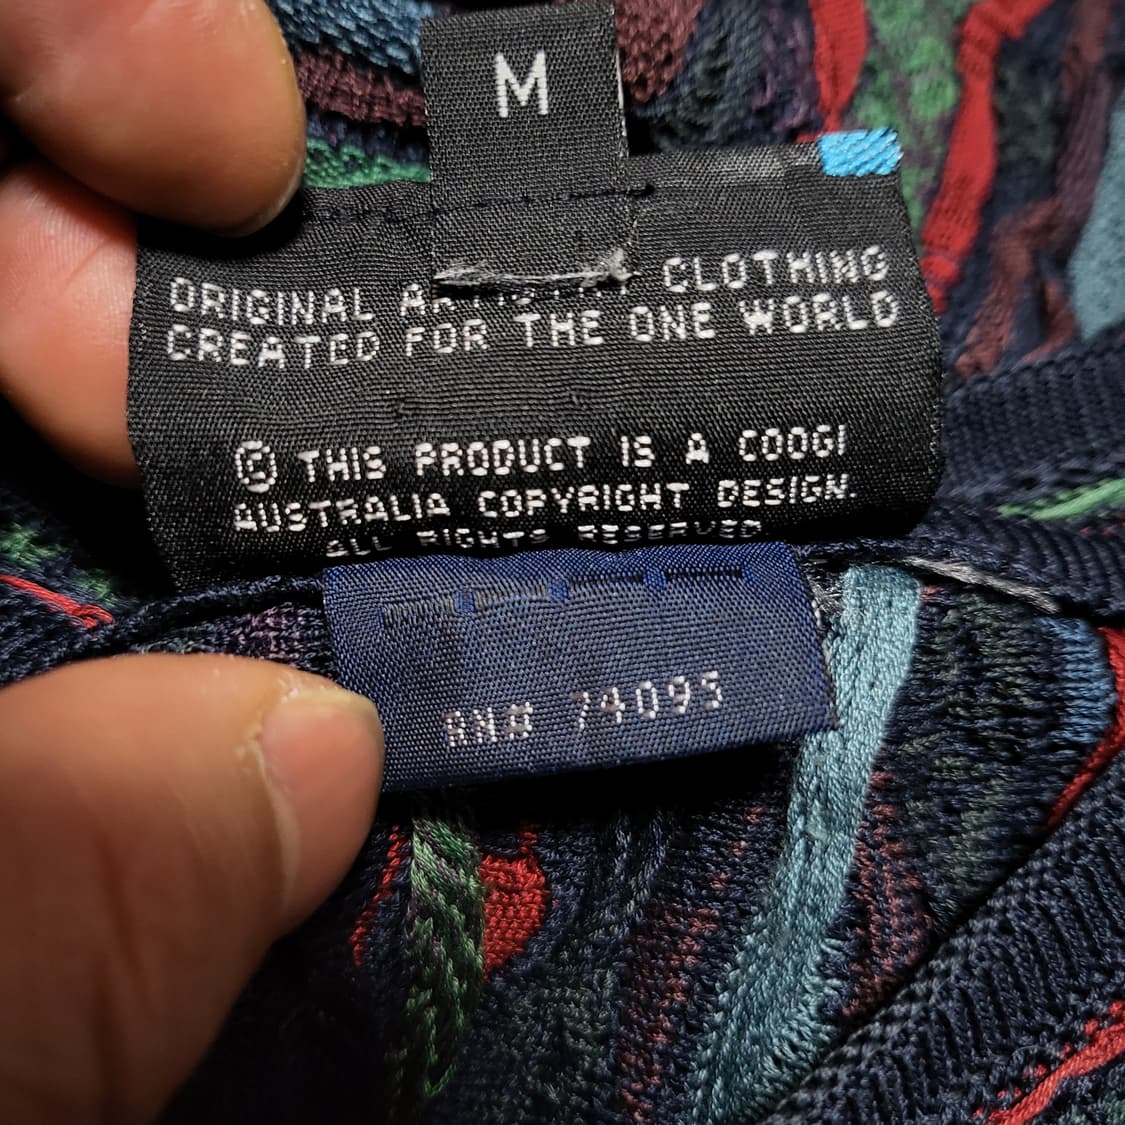 M
ORIGINAL ARTISTRY CLOTHING
CREATED FOR THE ONE WORLD
© THIS PRODUCT IS A COOGI
AUSTRALIA COPYRIGHT DESIGN.
ALL RIGHTS RESERVED
RN# 74095